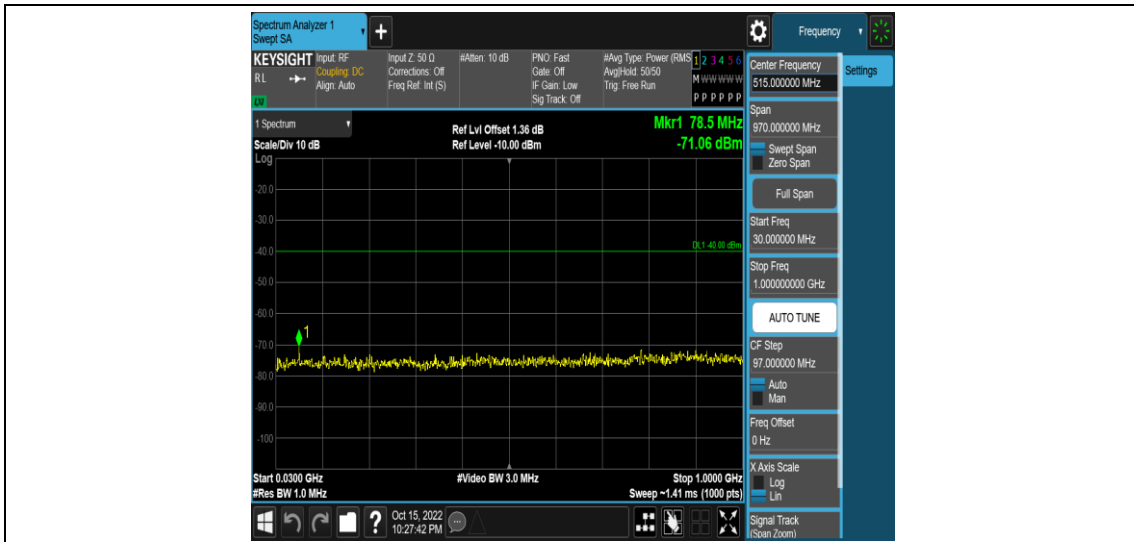 Spectrum Analyzer 1
Swept SA
+
Frequency
KEYSIGHT
RL
LXI
Input: RF
Coupling: DC
Align: Auto
Input Z: 50 Ω
Corrections: Off
Freq Ref: Int (S)
#Atten: 10 dB
PNO: Fast
Gate: Off
IF Gain: Low
Sig Track: Off
#Avg Type: Power (RMS
Avg|Hold: 50/50
Trig: Free Run
1 2 3 4 5 6
M W W W W W
P P P P P P
1 Spectrum
Scale/Div 10 dB
Log
Ref Lvl Offset 1.36 dB
Ref Level -10.00 dBm
Mkr1 78.5 MHz
-71.06 dBm
-20.0
-30.0
-40.0
DL1 -40.00 dBm
-50.0
-60.0
1
-70.0
-80.0
-90.0
-100
Start 0.0300 GHz
#Res BW 1.0 MHz
#Video BW 3.0 MHz
Stop 1.0000 GHz
Sweep ~1.41 ms (1000 pts)
?
Oct 15, 2022
10:27:42 PM
Center Frequency
515.000000 MHz
Settings
Span
970.000000 MHz
Swept Span
Zero Span
Full Span
Start Freq
30.000000 MHz
Stop Freq
1.000000000 GHz
AUTO TUNE
CF Step
97.000000 MHz
Auto
Man
Freq Offset
0 Hz
X Axis Scale
Log
Lin
Signal Track
(Span Zoom)